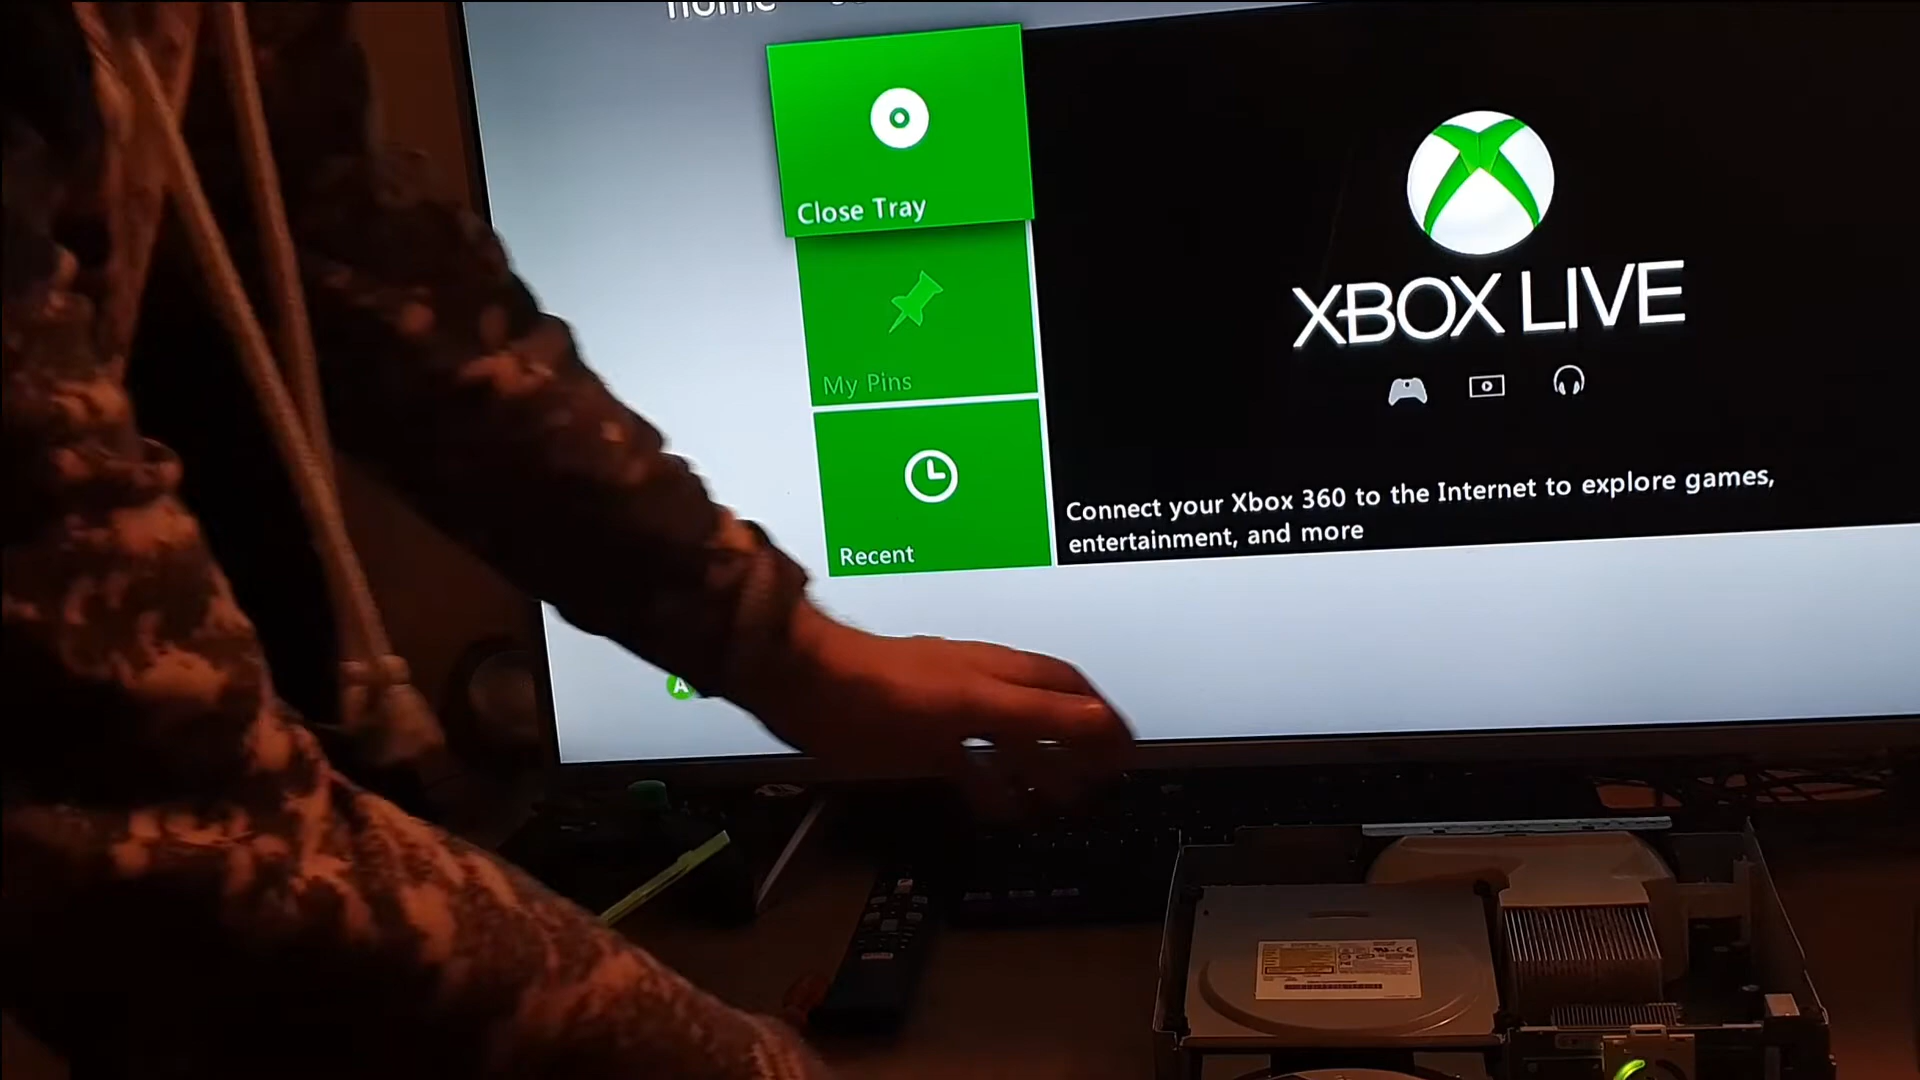 home
Close Tray
My Pins
Recent
XBOX LIVE
Connect your Xbox 360 to the Internet to explore games,
entertainment, and more
A